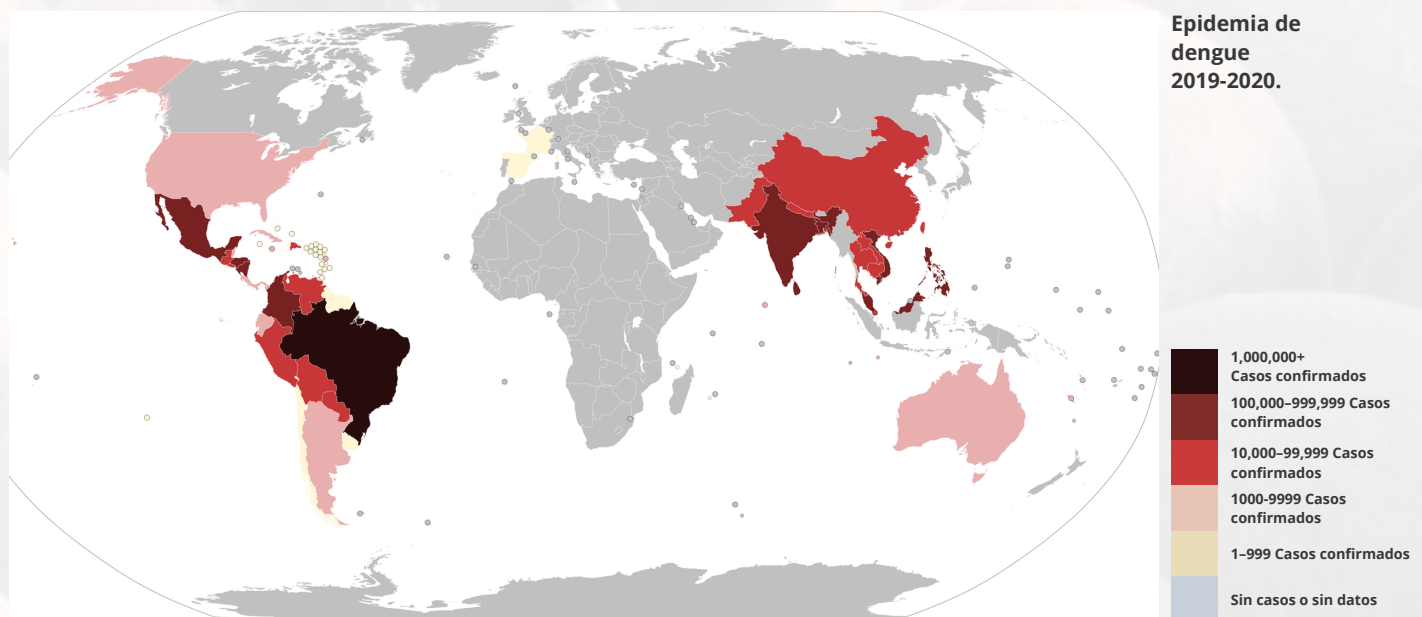 Epidemia de
dengue
2019-2020.
1,000,000+
Casos confirmados
100,000–999,999 Casos
confirmados
10,000–99,999 Casos
confirmados
1000-9999 Casos
confirmados
1–999 Casos confirmados
Sin casos o sin datos